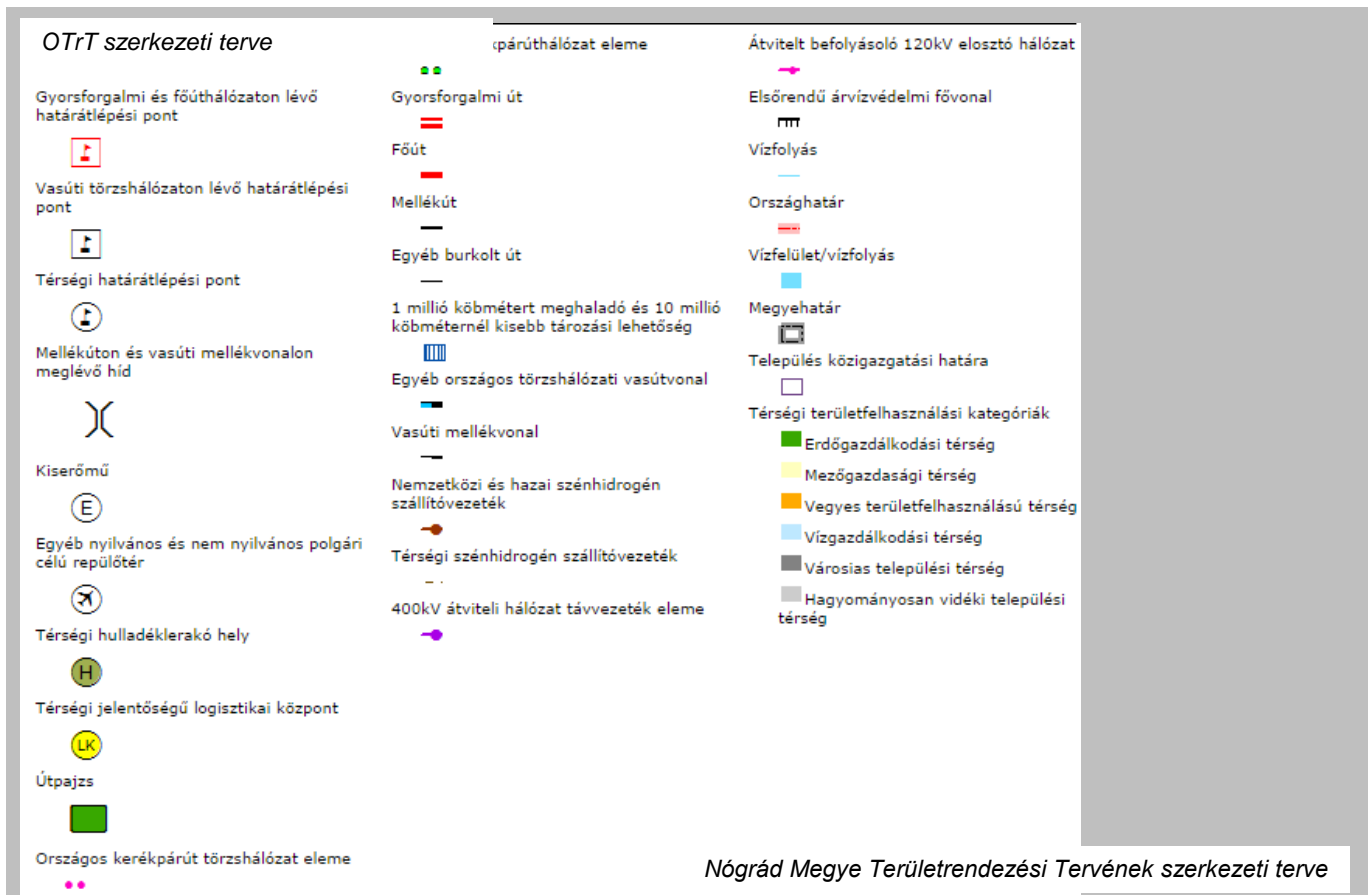 OTrT szerkezeti terve
Gyorsforgalmi és főúthálózaton lévő
határátlépési pont
Vasúti törzshálózaton lévő határátlépési
pont
Térségi határátlépési pont
Mellékúton és vasúti mellékvonalon
meglévő híd
Kiserőmű
E
Egyéb nyilvános és nem nyilvános polgári
célú repülőtér
Térségi hulladéklerakó hely
H
Térségi jelentőségű logisztikai központ
LK
Útpajzs
Országos kerékpárút törzshálózat eleme
kpárúthálózat eleme
Gyorsforgalmi út
Főút
Mellékút
Egyéb burkolt út
1 millió köbmétert meghaladó és 10 millió
köbméternél kisebb tározási lehetőség
Egyéb országos törzshálózati vasútvonal
Vasúti mellékvonal
Nemzetközi és hazai szénhidrogén
szállítóvezeték
Térségi szénhidrogén szállítóvezeték
400kV átviteli hálózat távvezeték eleme
Átvitelt befolyásoló 120kV elosztó hálózat
Elsőrendű árvízvédelmi fővonal
Vízfolyás
Országhatár
Vízfelület/vízfolyás
Megyehatár
Település közigazgatási határa
Térségi területfelhasználási kategóriák
Erdőgazdálkodási térség
Mezőgazdasági térség
Vegyes területfelhasználású térség
Vízgazdálkodási térség
Városias települési térség
Hagyományosan vidéki települési
térség
Nógrád Megye Területrendezési Tervének szerkezeti terve